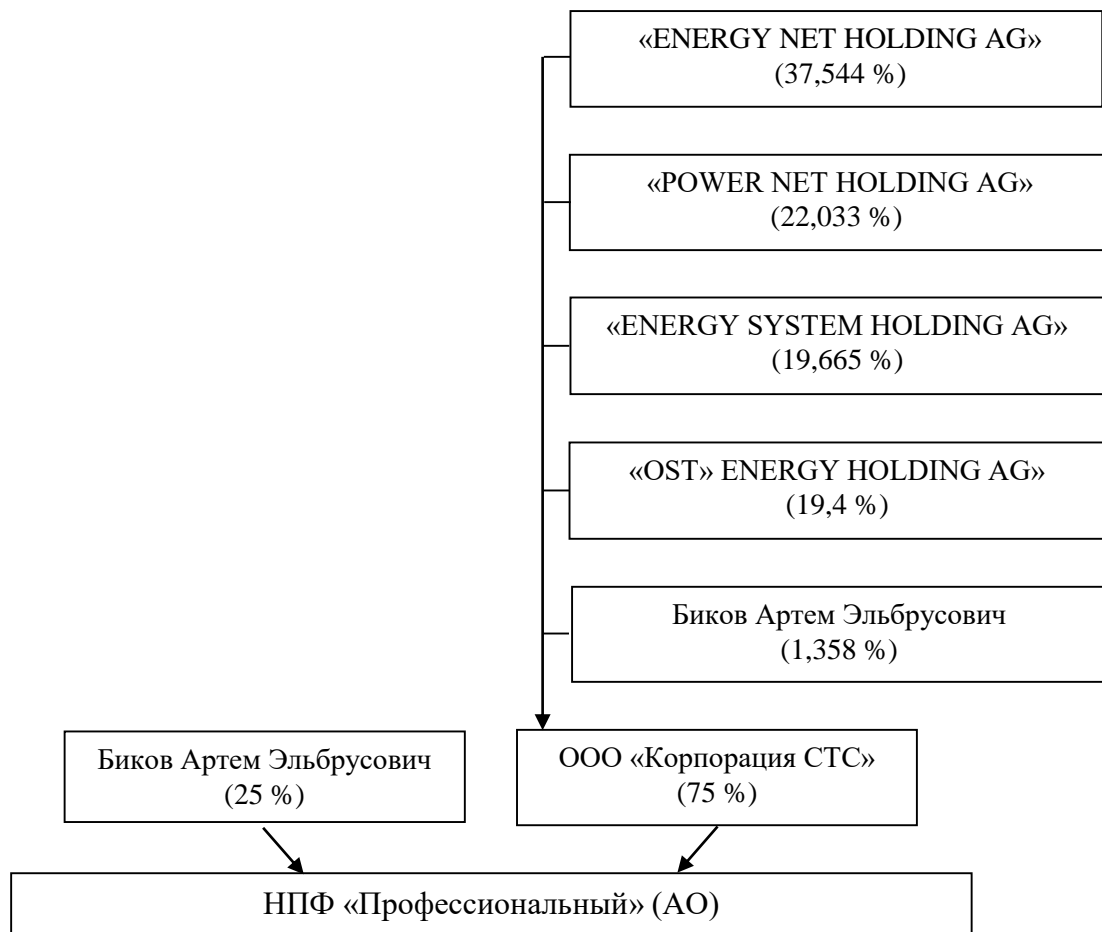 «ENERGY NET HOLDING AG»
(37,544 %)
«POWER NET HOLDING AG»
(22,033 %)
«ENERGY SYSTEM HOLDING AG»
(19,665 %)
«OST» ENERGY HOLDING AG»
(19,4 %)
Биков Артем Эльбрусович
(1,358 %)
Биков Артем Эльбрусович
(25 %)
ООО «Корпорация СТС»
(75 %)
НПФ «Профессиональный» (АО)